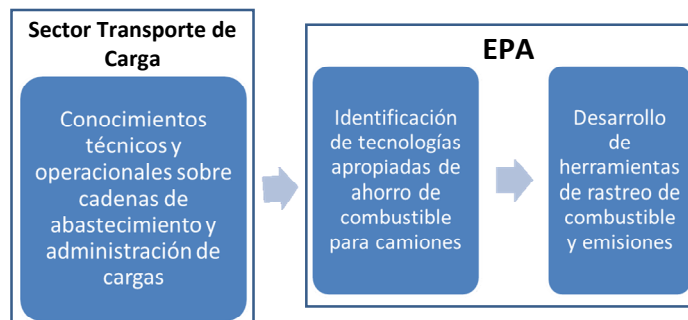 Sector Transporte de
Carga
Conocimientos
técnicos y
operacionales sobre
cadenas de
abastecimiento y
administración de
cargas
EPA
Identificación
de tecnologías
apropiadas de
ahorro de
combustible
para camiones
Desarrollo
de
herramientas
de rastreo de
combustible
y emisiones